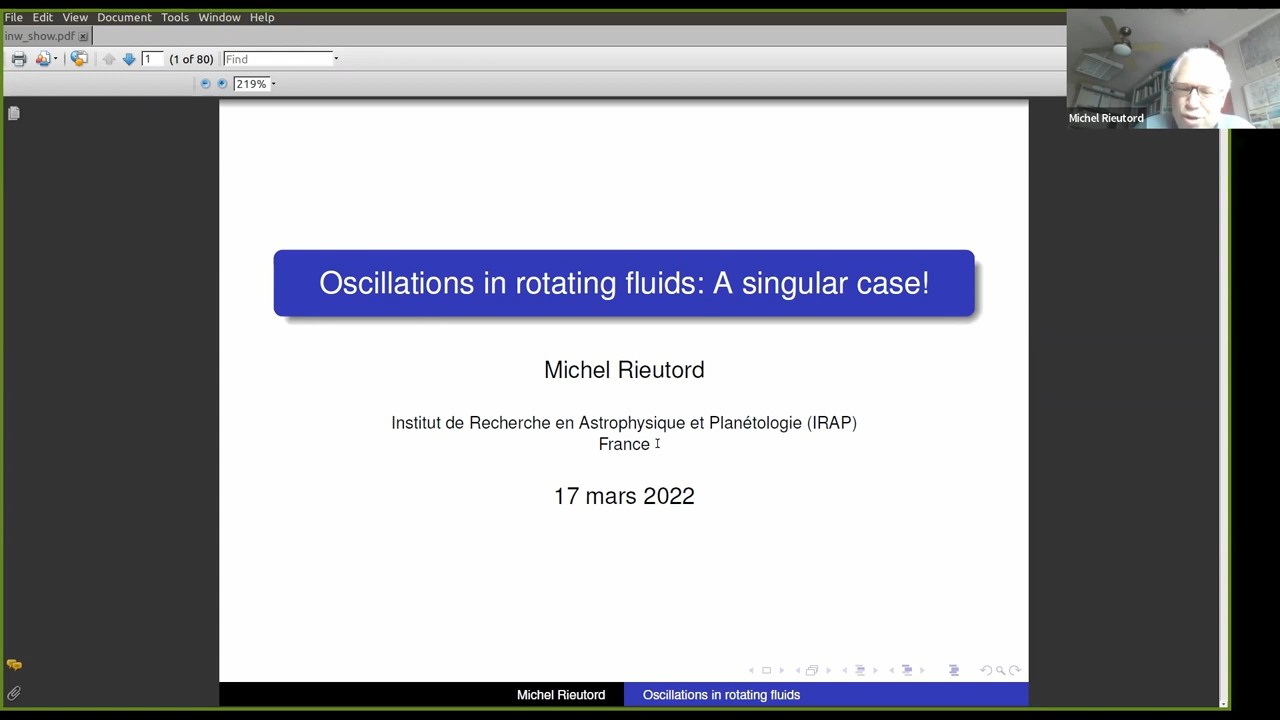 File Edit View Document Tools Window Help
inw_show.pdf
1 (1 of 80) Find
219%
Michel Rieutord
Oscillations in rotating fluids: A singular case!
Michel Rieutord
Institut de Recherche en Astrophysique et Planétologie (IRAP)
France
17 mars 2022
Michel Rieutord Oscillations in rotating fluids